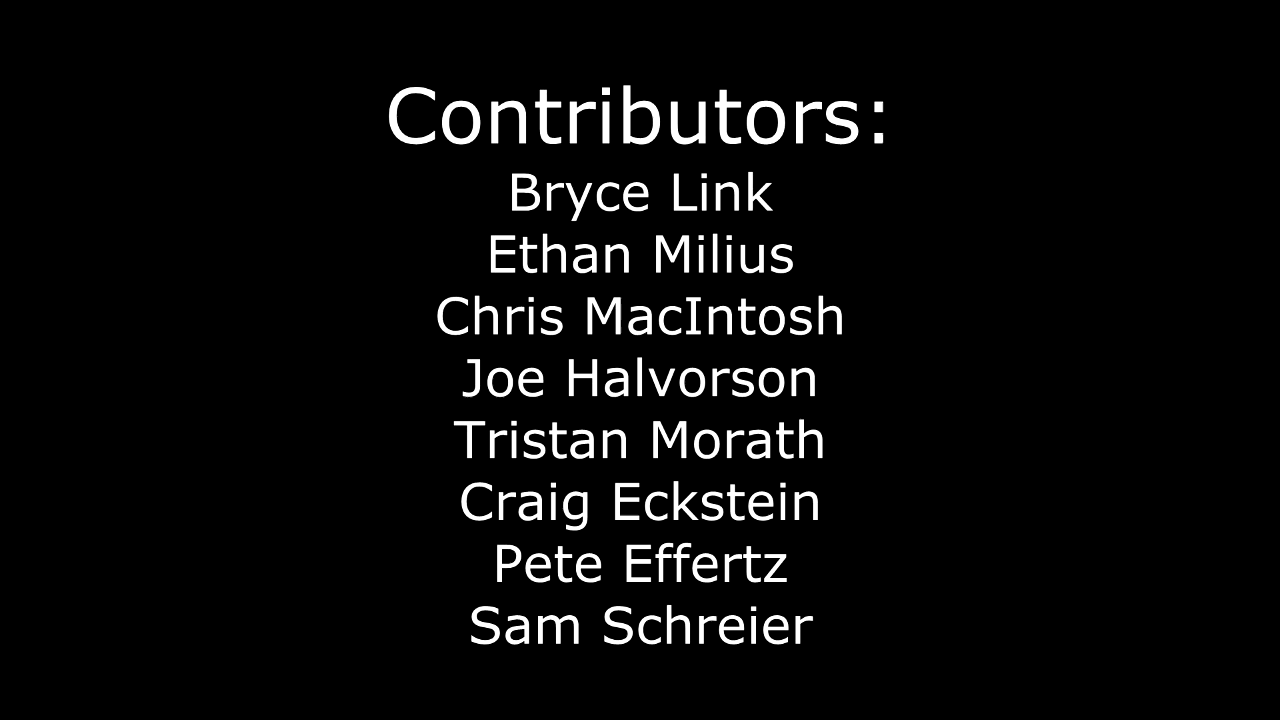 Contributors:
Bryce Link
Ethan Milius
Chris MacIntosh
Joe Halvorson
Tristan Morath
Craig Eckstein
Pete Effertz
Sam Schreier